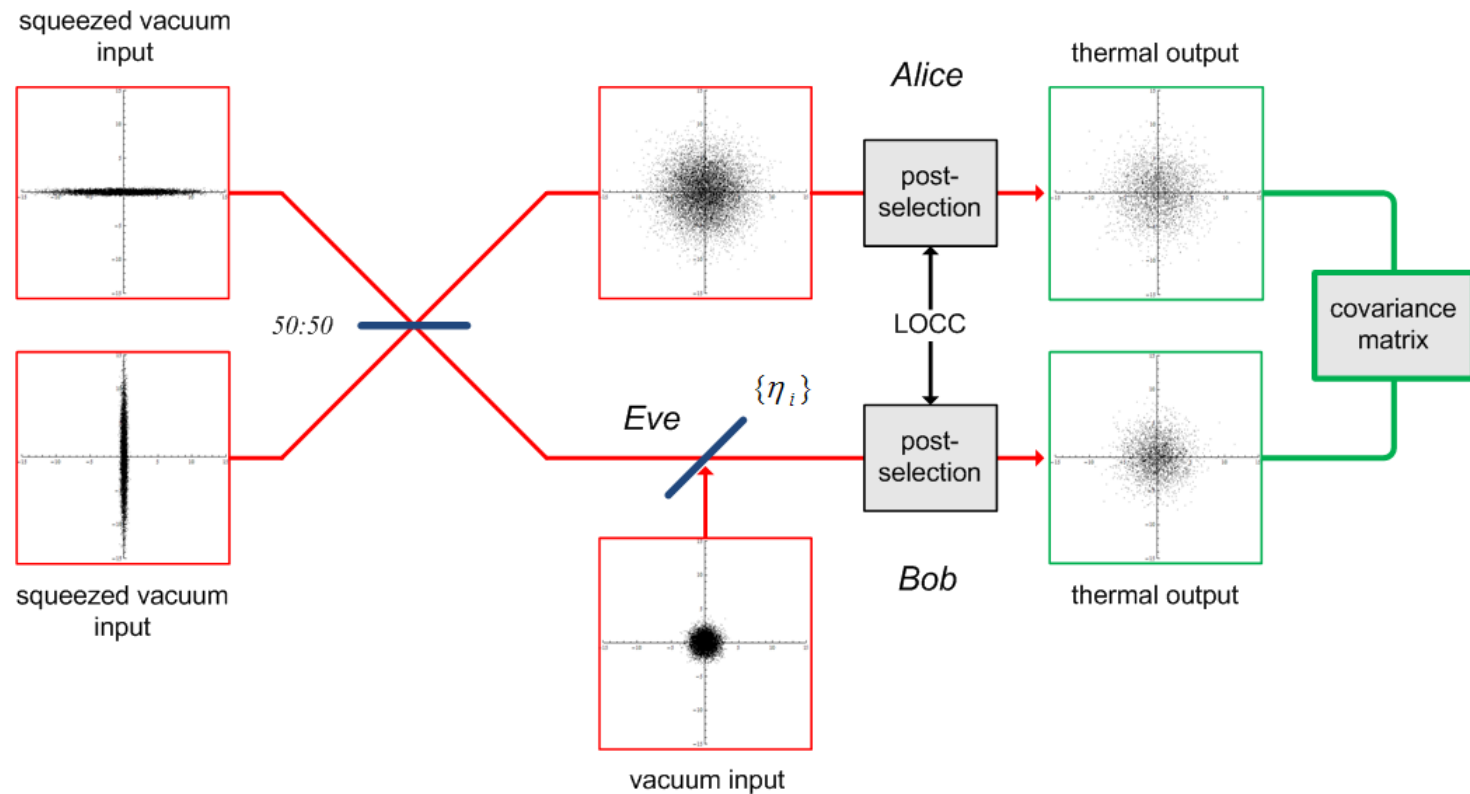 squeezed vacuum
input
Alice
thermal output
post-
selection
50:50
LOCC
covariance
matrix
{η i}
Eve
post-
selection
squeezed vacuum
input
Bob
thermal output
vacuum input